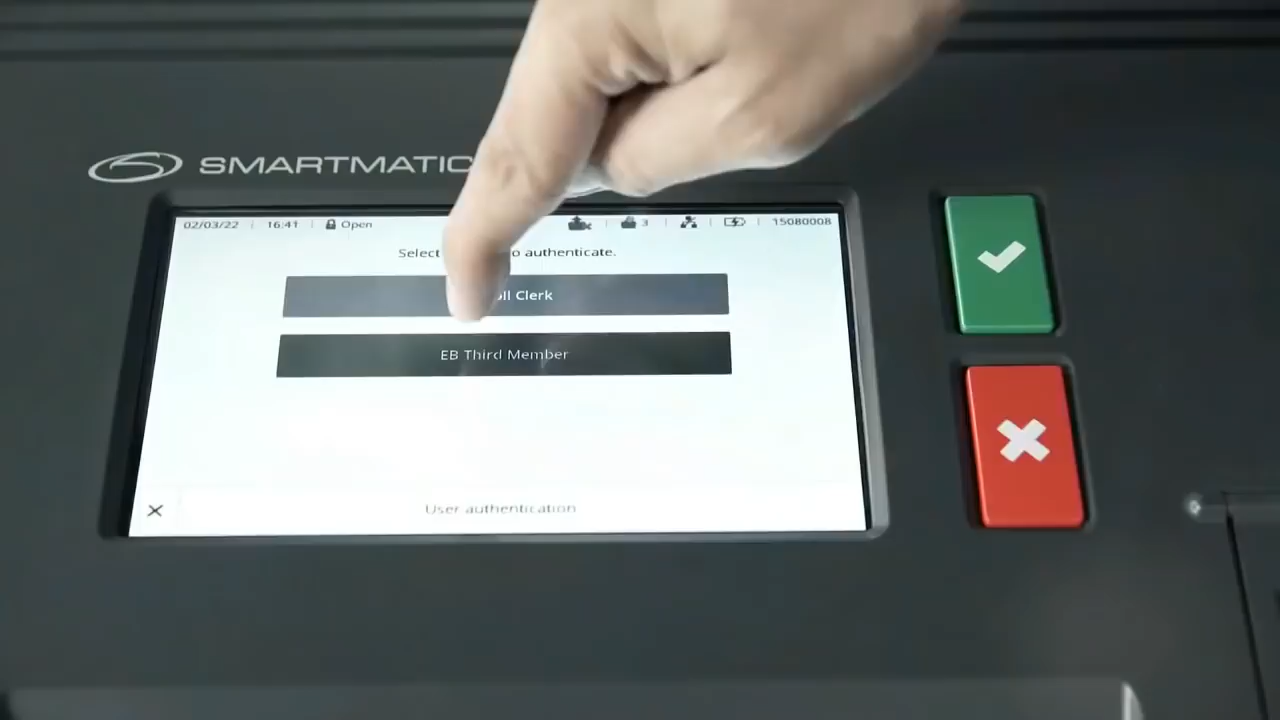 SMARTMATIC
02/03/22 16:41 Open 3 15080008
Select o authenticate.
ll Clerk
EB Third Member
User authentication